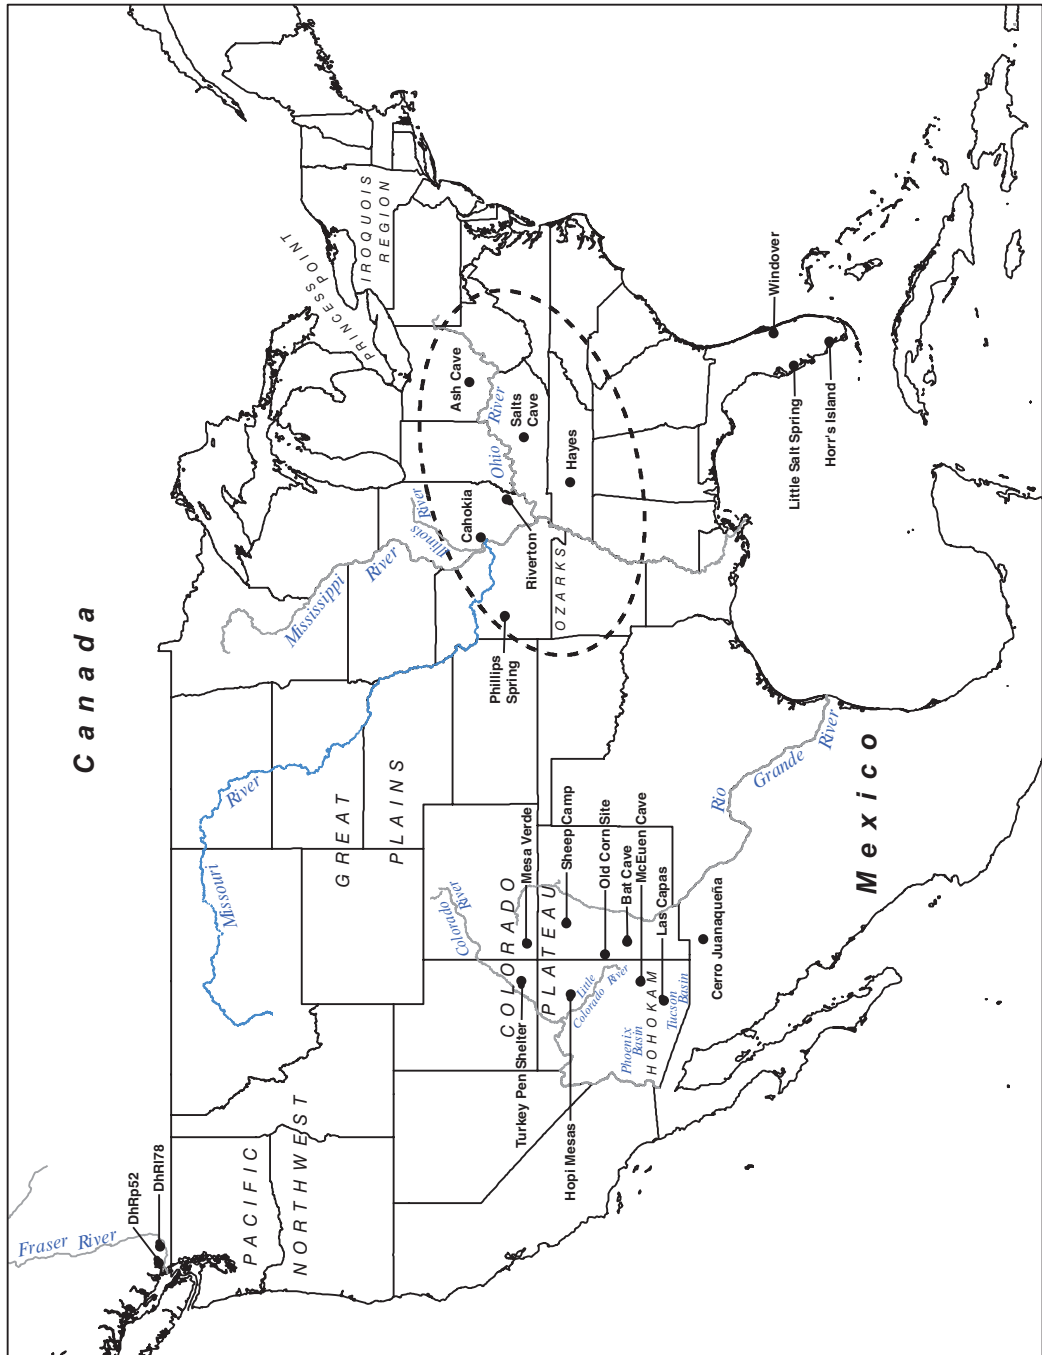 Canada
Mexico
Fraser River
DhRp52
DhRl78
PACIFIC
NORTHWEST
GREAT
PLAINS
Missouri
River
Mississippi
River
Illinois
River
Ohio
River
PRINCESS POINT
IROQUOIS
REGION
Ash Cave
Salts
Cave
Cahokia
Hayes
Riverton
OZARKS
Phillips
Spring
Colorado
River
COLORADO
PLATEAU
Mesa Verde
Sheep Camp
Old Corn Site
Bat Cave
McEuen Cave
Las Capas
Turkey Pen Shelter
Hopi Mesas
Little
Colorado River
Phoenix
Basin
HOHOKAM
Tucson
Basin
Cerro Juanaqueña
Rio
Grande
River
Windover
Little Salt Spring
Horr's Island